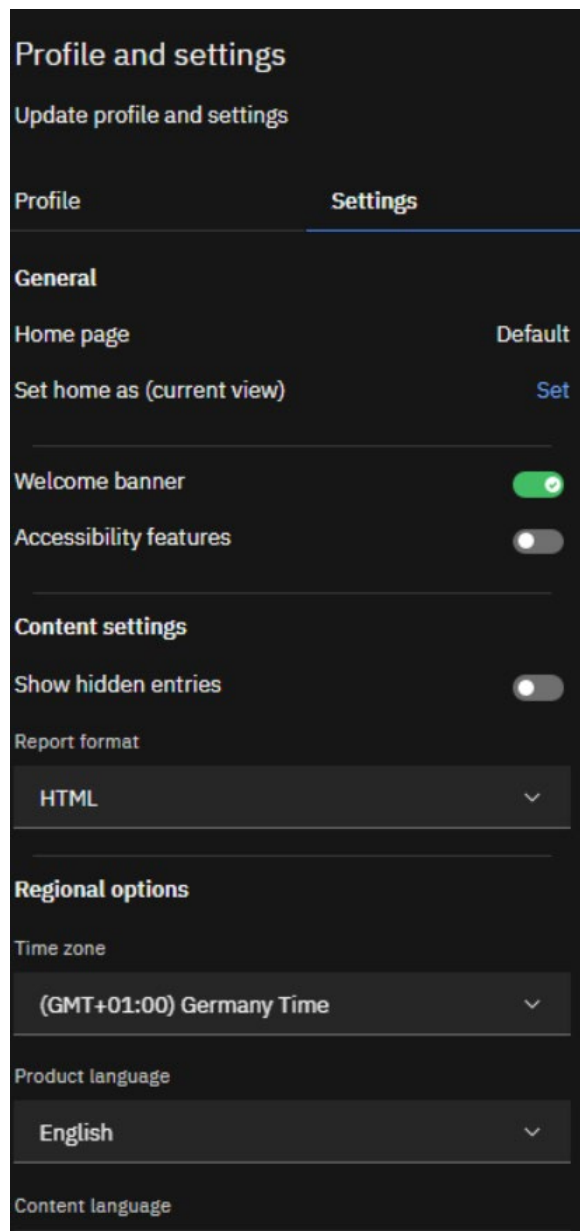 Profile and settings
Update profile and settings
Profile Settings
General
Home page Default
Set home as (current view) Set
Welcome banner
Accessibility features
Content settings
Show hidden entries
Report format
HTML
Regional options
Time zone
(GMT+01:00) Germany Time
Product language
English
Content language